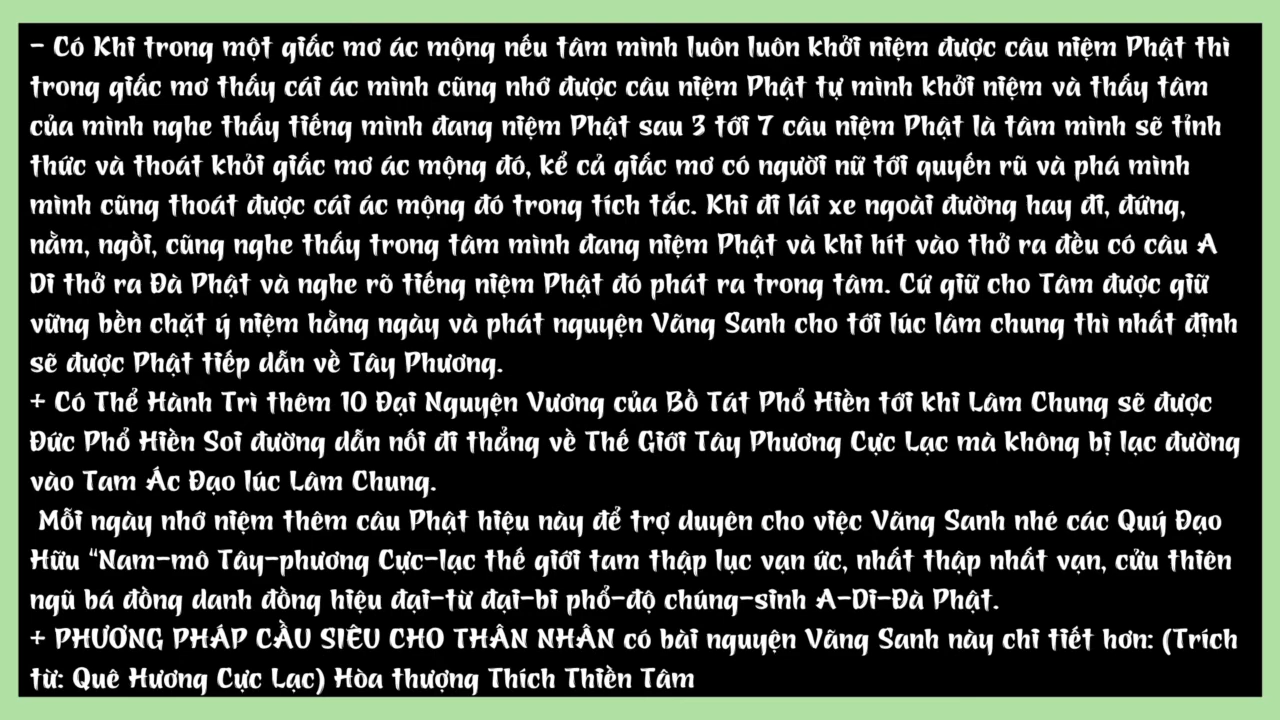 - Có Khi trong một giấc mơ ác mộng nếu tâm mình luôn luôn khởi niệm được câu niệm Phật thì
trong giấc mơ thấy cái ác mình cũng nhớ được câu niệm Phật tự mình khởi niệm và thấy tâm
của mình nghe thấy tiếng mình đang niệm Phật sau 3 tới 7 câu niệm Phật là tâm mình sẽ tỉnh
thức và thoát khỏi giấc mơ ác mộng đó, kể cả giấc mơ có người nữ tới quyến rũ và phá mình
mình cũng thoát được cái ác mộng đó trong tích tắc. Khi đi lái xe ngoài đường hay đi, đứng,
nằm, ngồi, cũng nghe thấy trong tâm mình đang niệm Phật và khi hít vào thở ra đều có câu A
Di thở ra Đà Phật và nghe rõ tiếng niệm Phật đó phát ra trong tâm. Cứ giữ cho Tâm được giữ
vững bền chặt ý niệm hằng ngày và phát nguyện Vãng Sanh cho tới lúc lâm chung thì nhất định
sẽ được Phật tiếp dẫn về Tây Phương.
+ Có Thể Hành Trì thêm 10 Đại Nguyện Vương của Bồ Tát Phổ Hiền tới khi Lâm Chung sẽ được
Đức Phổ Hiền Soi đường dẫn nối đi thẳng về Thế Giới Tây Phương Cực Lạc mà không bị lạc đường
vào Tam Ác Đạo lúc Lâm Chung.
Mỗi ngày nhớ niệm thêm câu Phật hiệu này để trợ duyên cho việc Vãng Sanh nhé các Quý Đạo
Hữu "Nam-mô Tây-phương Cực-lạc thế giới tam thập lục vạn ức, nhất thập nhất vạn, cửu thiên
ngũ bá đồng danh đồng hiệu đại-từ đại-bi phổ-độ chúng-sinh A-Di-Đà Phật.
+ PHƯƠNG PHÁP CẦU SIÊU CHO THÂN NHÂN có bài nguyện Vãng Sanh này chi tiết hơn: (Trích
từ: Quê Hương Cực Lạc) Hòa thượng Thích Thiền Tâm